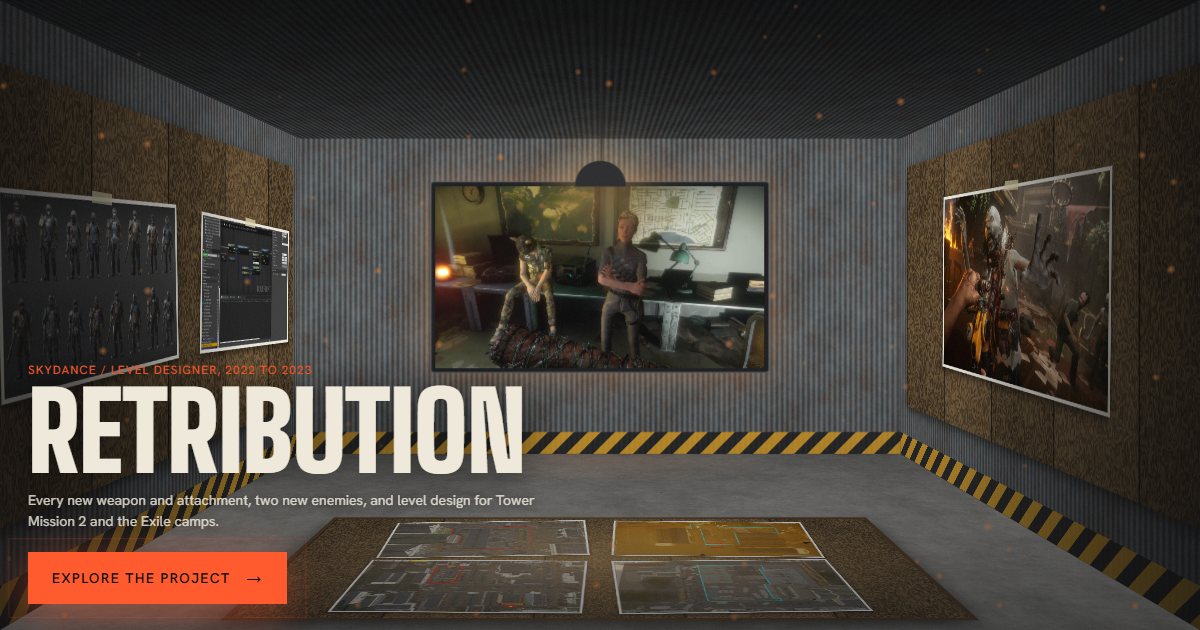 SKYDANCE / LEVEL DESIGNER, 2022 TO 2023
RETRIBUTION
Every new weapon and attachment, two new enemies, and level design for Tower
Mission 2 and the Exile camps.
EXPLORE THE PROJECT →